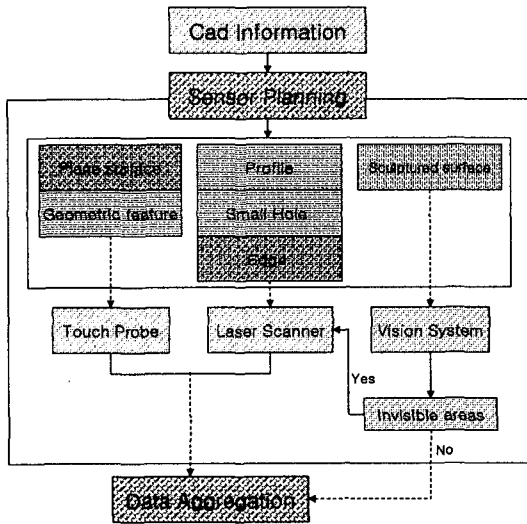 Cad Information
Sensor Planning
Plane surface
Profile
Sculptured surface
Geometric feature
Small Hole
Edge
Touch Probe
Laser Scanner
Vision System
Yes
Invisible areas
No
Data Aggregation